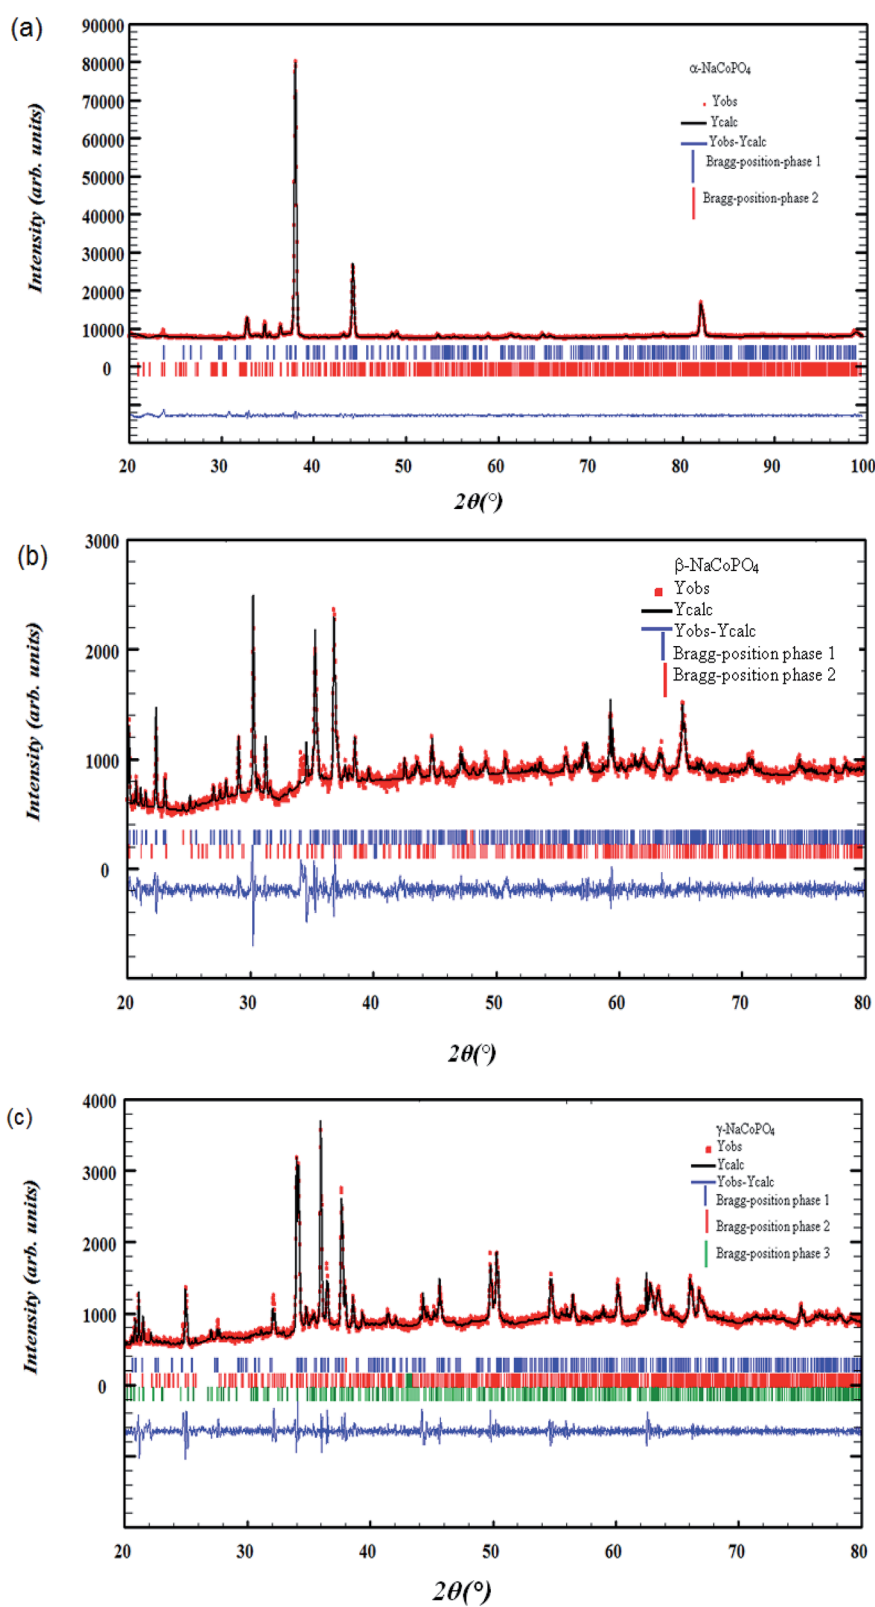 (a)
90000
80000
70000
60000
50000
40000
30000
20000
10000
0
Intensity (arb. units)
α-NaCoPO₄
Yobs
Ycalc
Yobs-Ycalc
Bragg-position-phase 1
Bragg-position-phase 2
20 30 40 50 60 70 80 90 100
2θ(°)
(b)
3000
2000
1000
0
Intensity (arb. units)
β-NaCoPO₄
Yobs
Ycalc
Yobs-Ycalc
Bragg-position phase 1
Bragg-position phase 2
20 30 40 50 60 70 80
2θ(°)
(c)
4000
3000
2000
1000
0
Intensity (arb. units)
γ-NaCoPO₄
Yobs
Ycalc
Yobs-Ycalc
Bragg-position phase 1
Bragg-position phase 2
Bragg-position phase 3
20 30 40 50 60 70 80
2θ(°)